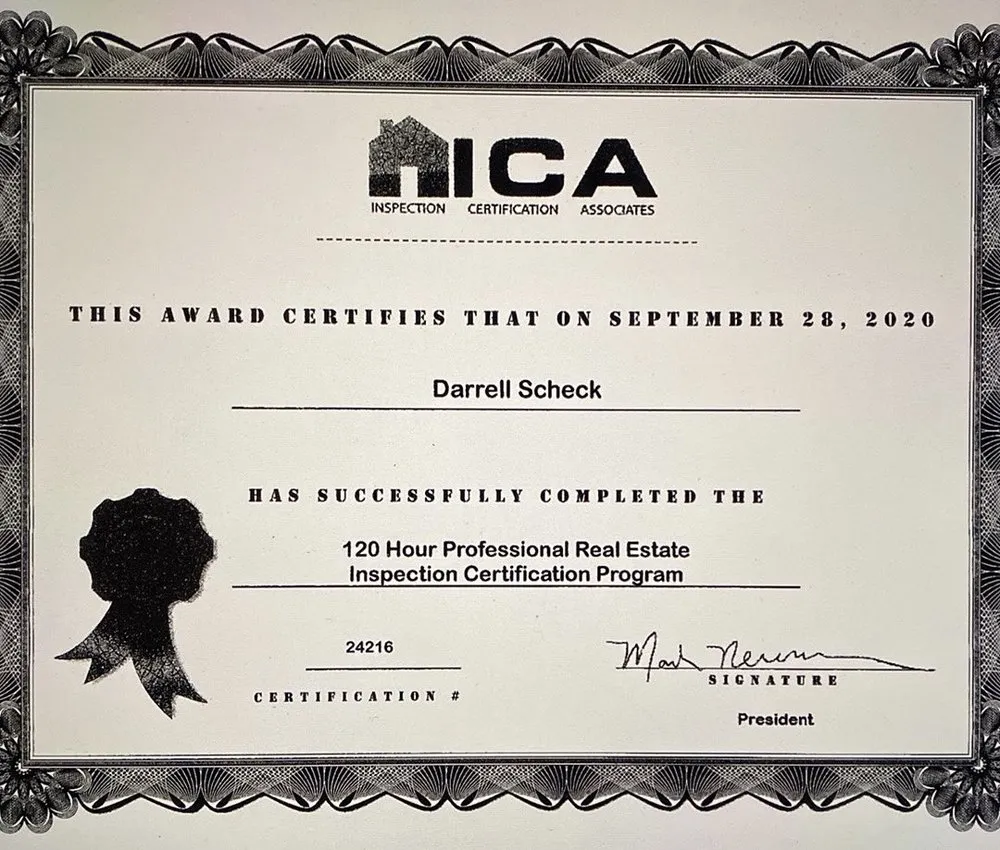 ICA
INSPECTION CERTIFICATION ASSOCIATES
THIS AWARD CERTIFIES THAT ON SEPTEMBER 28, 2020
Darrell Scheck
HAS SUCCESSFULLY COMPLETED THE
120 Hour Professional Real Estate
Inspection Certification Program
24216
CERTIFICATION #
SIGNATURE
President